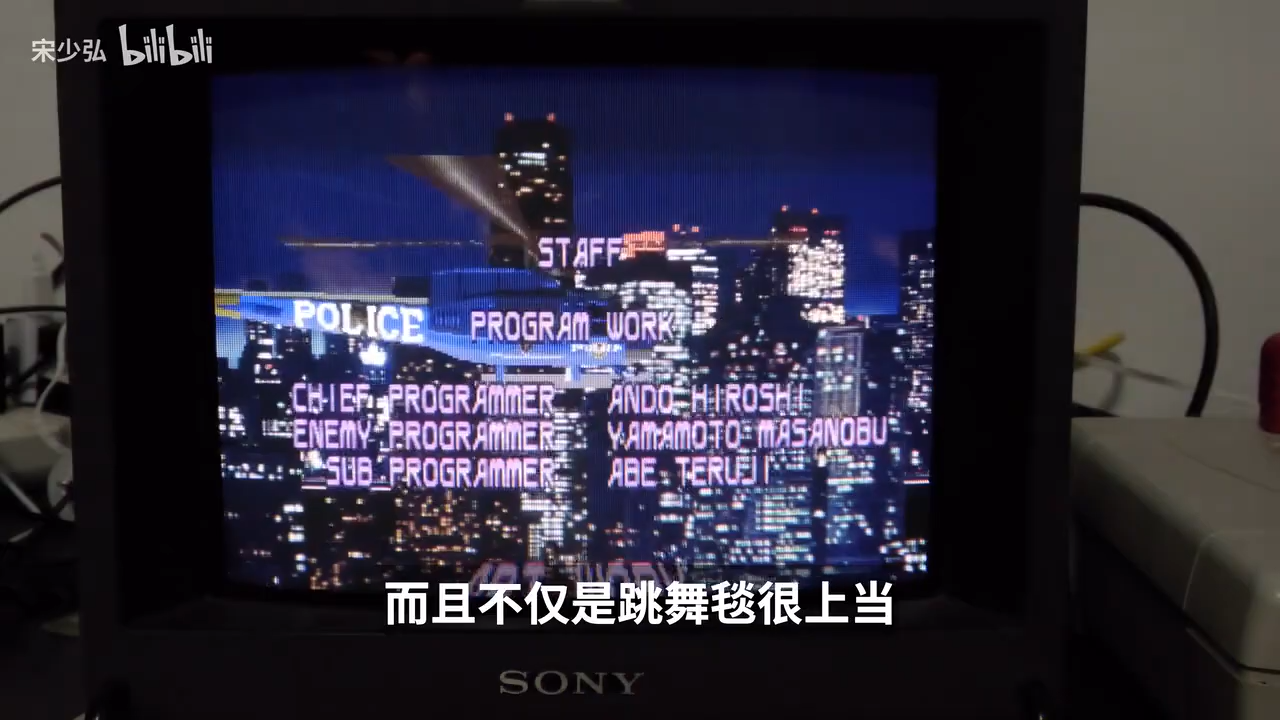 宋少弘 bilibili
STAFF
POLICE
PROGRAM WORK
CHIEF PROGRAMMER ANDO HIROSHI
ENEMY PROGRAMMER YAMAMOTO MASANOBU
SUB PROGRAMMER ABE TERUJI
而且不仅是跳舞毯很上当
SONY